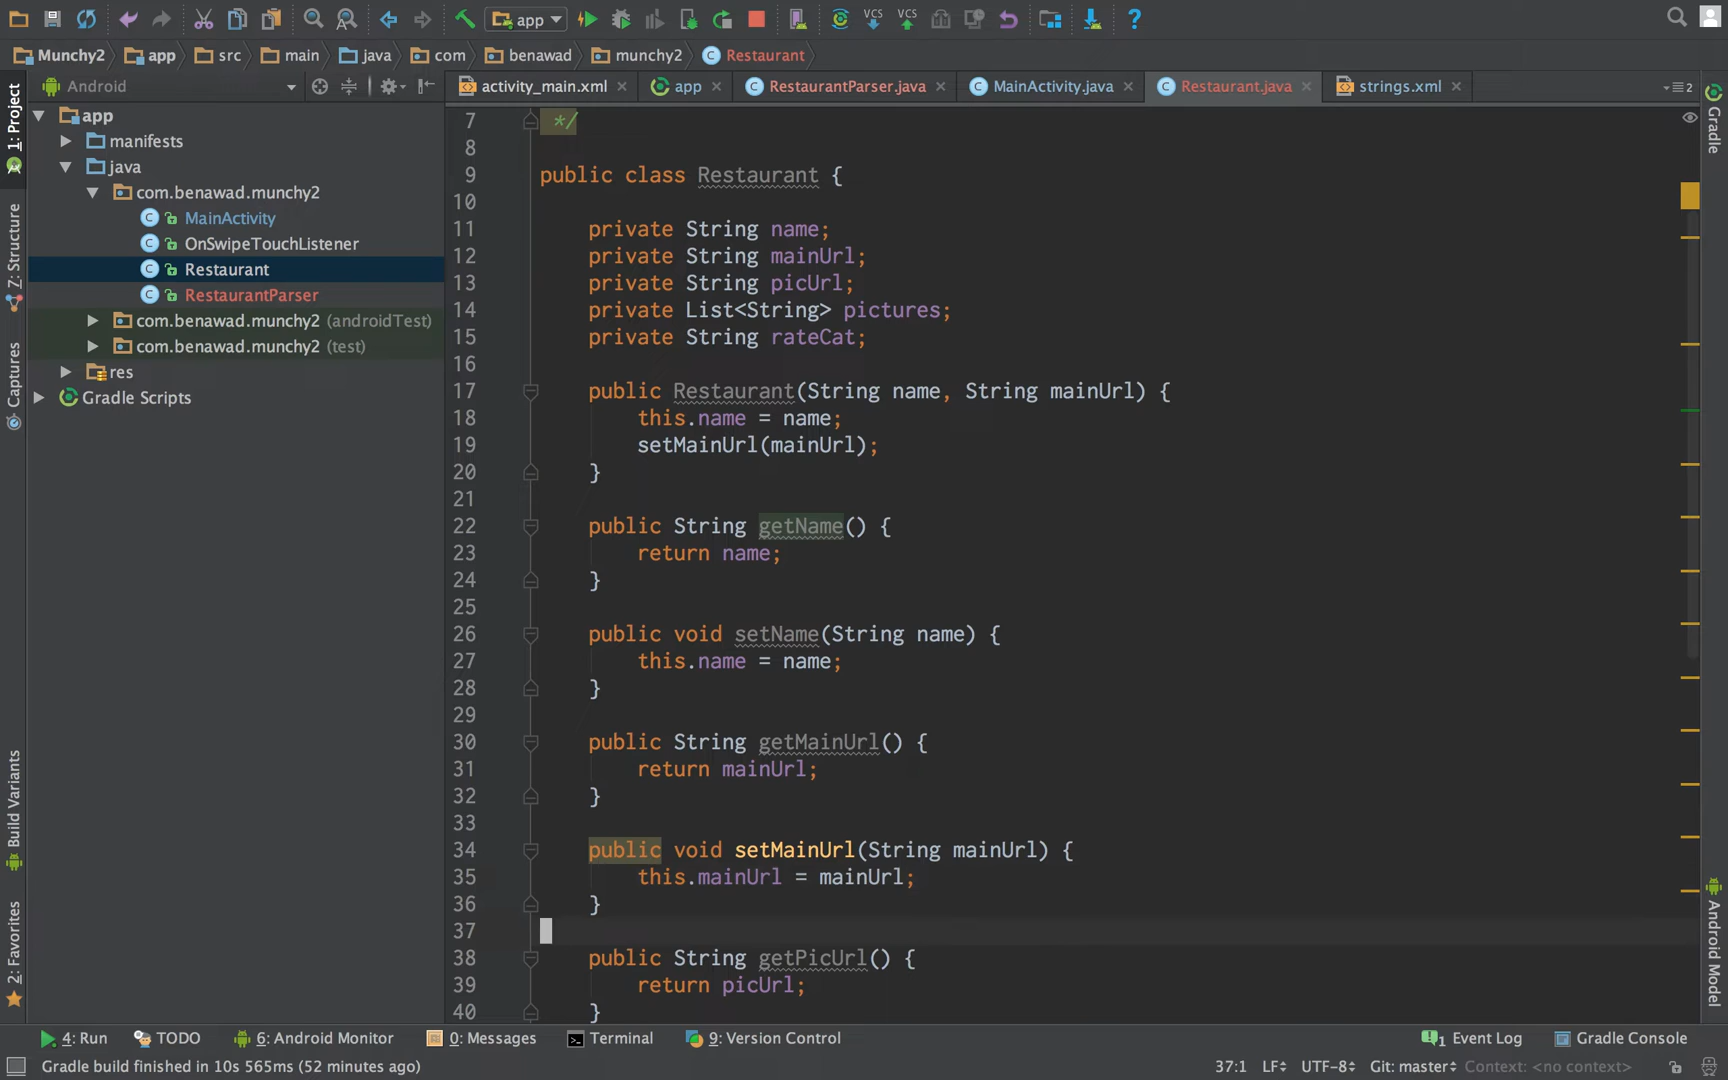 app
Munchy2 app src main java com benawad munchy2 Restaurant
Android
activity_main.xml app RestaurantParser.java MainActivity.java Restaurant.java strings.xml 2
1: Project
Z: Structure
Captures
Build Variants
2: Favorites
app
manifests
java
com.benawad.munchy2
MainActivity
OnSwipeTouchListener
Restaurant
RestaurantParser
com.benawad.munchy2 (androidTest)
com.benawad.munchy2 (test)
res
Gradle Scripts
7 */
8
9 public class Restaurant {
10
11 private String name;
12 private String mainUrl;
13 private String picUrl;
14 private List<String> pictures;
15 private String rateCat;
16
17 public Restaurant(String name, String mainUrl) {
18 this.name = name;
19 setMainUrl(mainUrl);
20 }
21
22 public String getName() {
23 return name;
24 }
25
26 public void setName(String name) {
27 this.name = name;
28 }
29
30 public String getMainUrl() {
31 return mainUrl;
32 }
33
34 public void setMainUrl(String mainUrl) {
35 this.mainUrl = mainUrl;
36 }
37
38 public String getPicUrl() {
39 return picUrl;
40 }
Gradle
Android Model
4: Run TODO 6: Android Monitor 0: Messages Terminal 9: Version Control 1 Event Log Gradle Console
Gradle build finished in 10s 565ms (52 minutes ago) 37:1 LF UTF-8 Git: master Context: <no context>